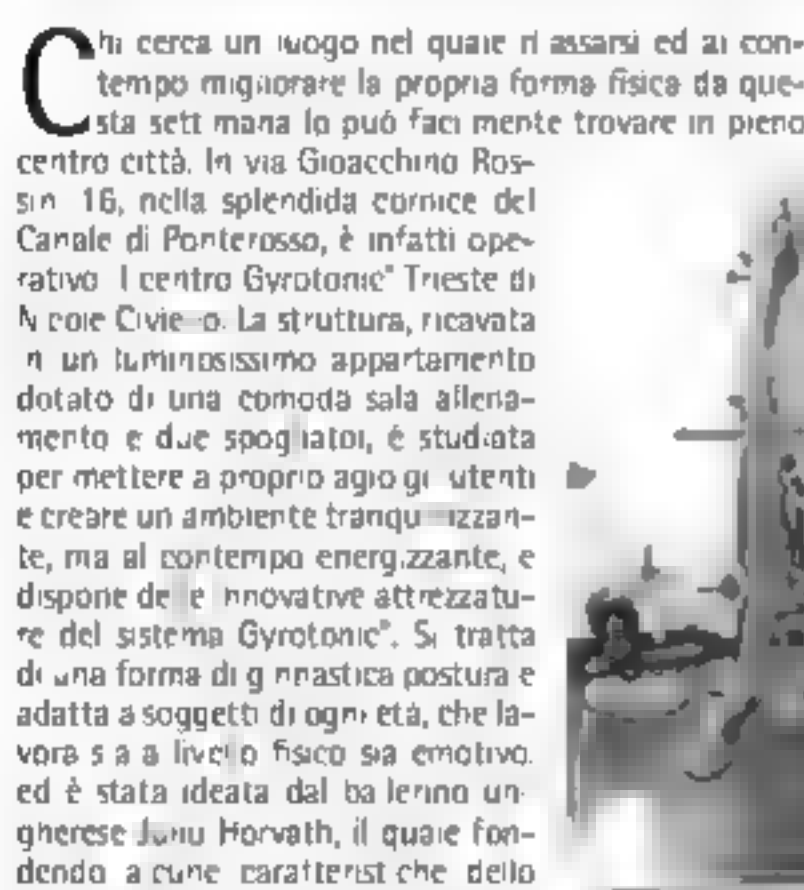 Chi cerca un luogo nel quale rilassarsi ed al con-
tempo migliorare la propria forma fisica da que-
sta settimana lo può facilmente trovare in pieno
centro città. In via Gioacchino Ros-
sini 16, nella splendida cornice del
Canale di Ponterosso, è infatti ope-
rativo il centro Gyrotonic® Trieste di
Nicole Civiello. La struttura, ricavata
in un luminosissimo appartamento
dotato di una comoda sala allena-
mento e due spogliatoi, è studiata
per mettere a proprio agio gli utenti
e creare un ambiente tranquillizzan-
te, ma al contempo energizzante, e
dispone delle innovative attrezzatu-
re del sistema Gyrotonic®. Si tratta
di una forma di ginnastica posturale
adatta a soggetti di ogni età, che la-
vora sia a livello fisico sia emotivo,
ed è stata ideata dal ballerino un-
gherese Juliu Horvath, il quale fon-
dendo alcune caratteristiche dello